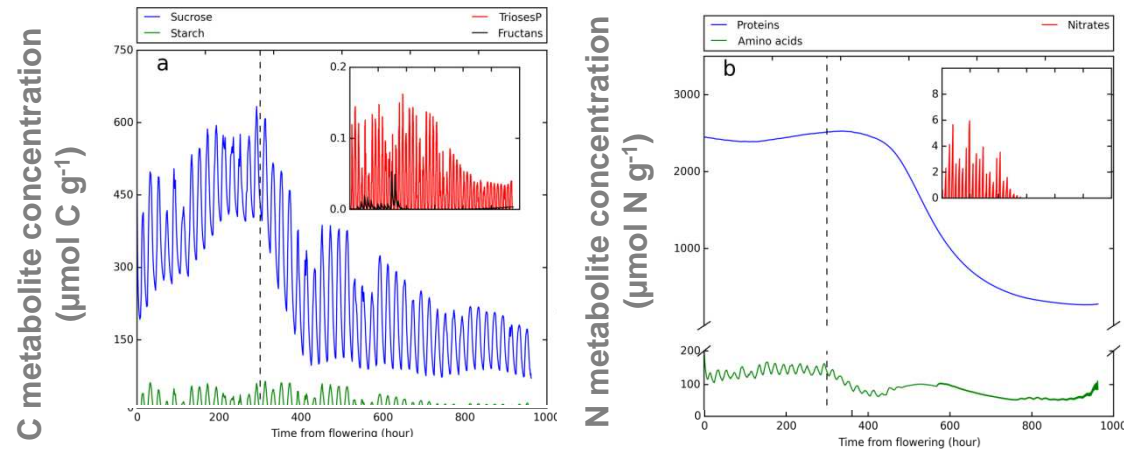 Sucrose
Starch
TriosesP
Fructans
a
C metabolite concentration
(µmol C g⁻¹)
750
600
450
300
150
0
0.2
0.1
0.0
0
200
400
600
800
1000
Time from flowering (hour)
Proteins
Amino acids
Nitrates
b
N metabolite concentration
(µmol N g⁻¹)
3000
2000
1000
200
100
0
8
6
4
2
0
0
200
400
600
800
1000
Time from flowering (hour)